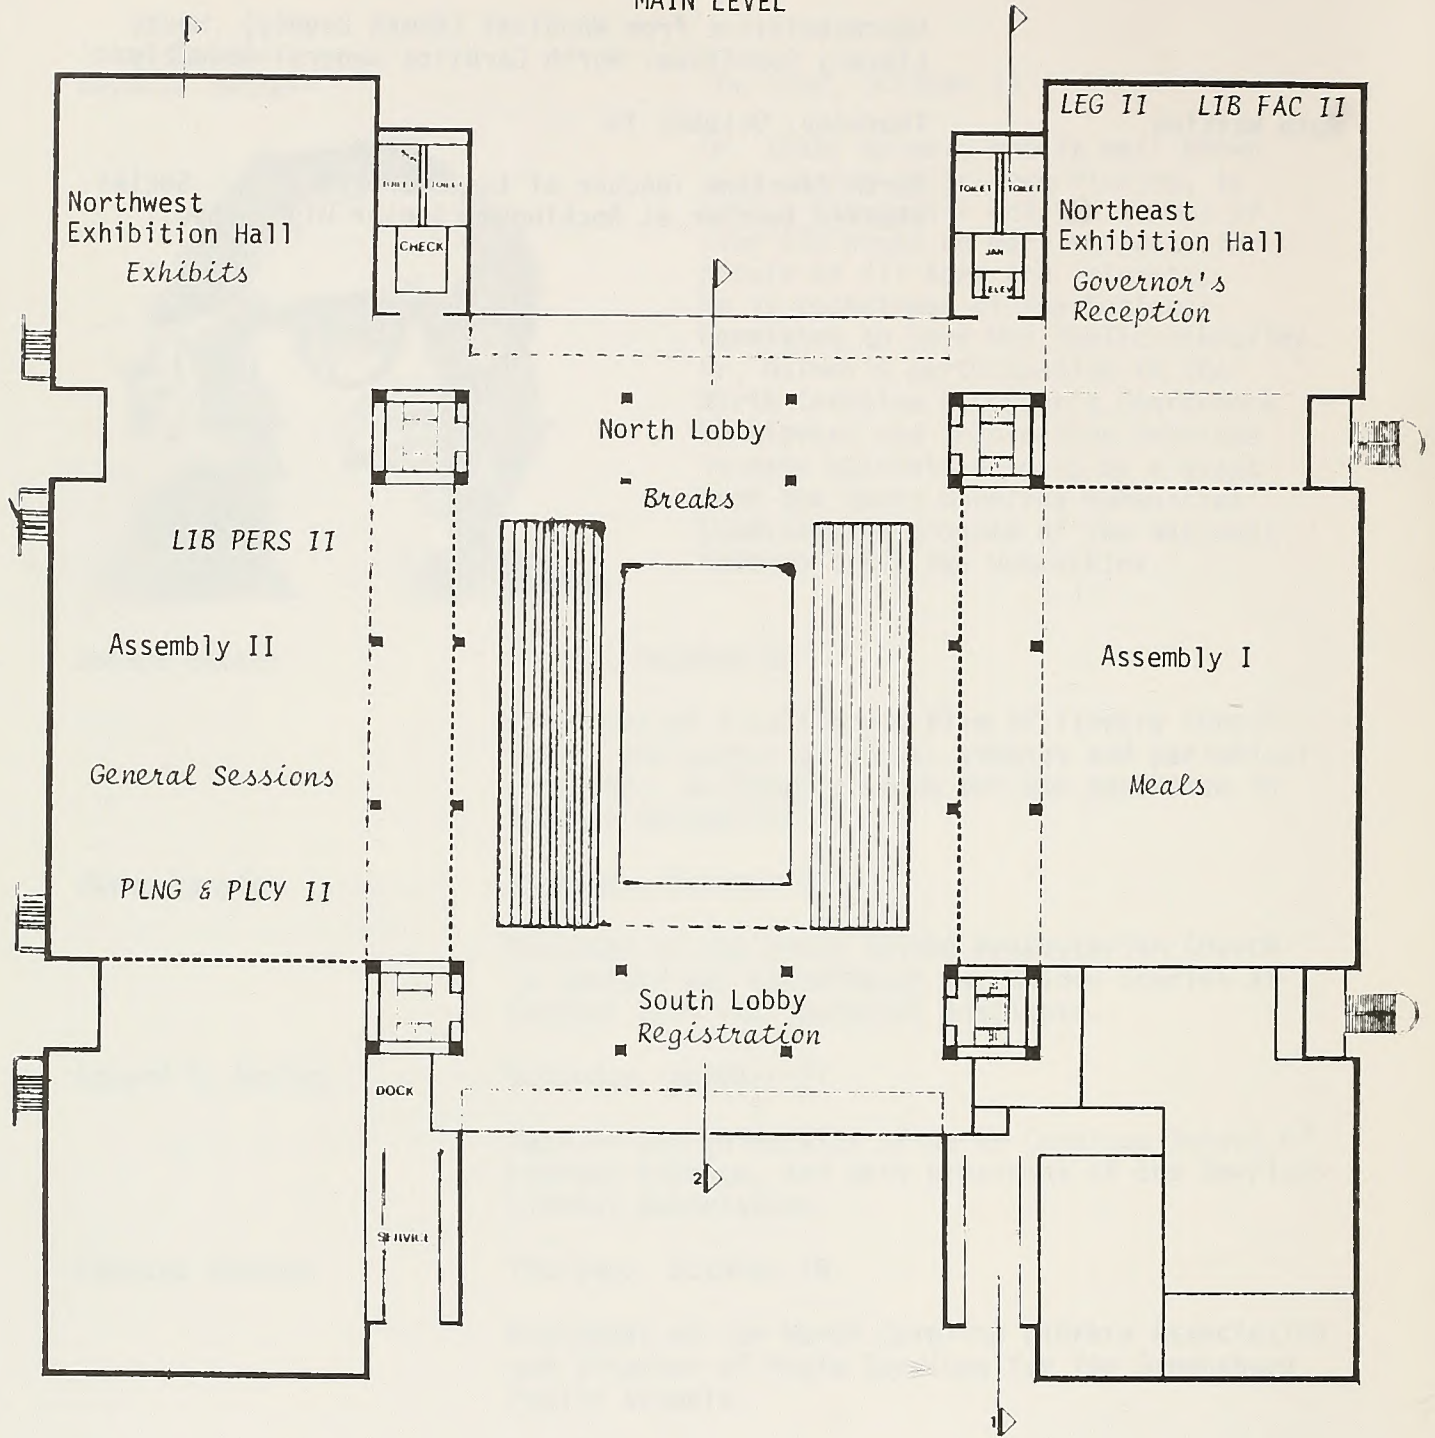 MAIN LEVEL
LEG II LIB FAC II
TOILET TOILET
TOILET TOILET
Northwest
Exhibition Hall
Exhibits
CHECK
JAN
ELEV
Northeast
Exhibition Hall
Governor's
Reception
North Lobby
Breaks
LIB PERS II
Assembly II
Assembly I
General Sessions
Meals
PLNG & PLCY II
South Lobby
Registration
DOCK
2
SERVICE
1